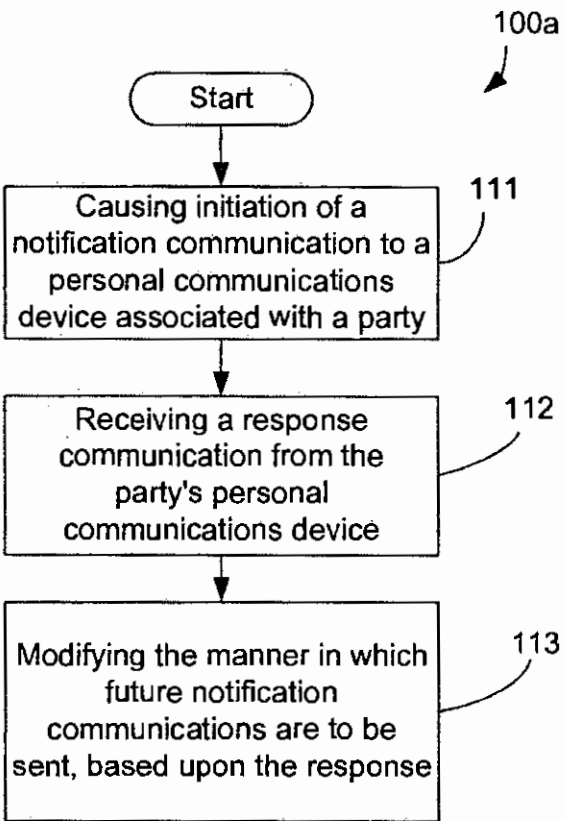 100a
Start
111
Causing initiation of a
notification communication to a
personal communications
device associated with a party
112
Receiving a response
communication from the
party's personal
communications device
113
Modifying the manner in which
future notification
communications are to be
sent, based upon the response